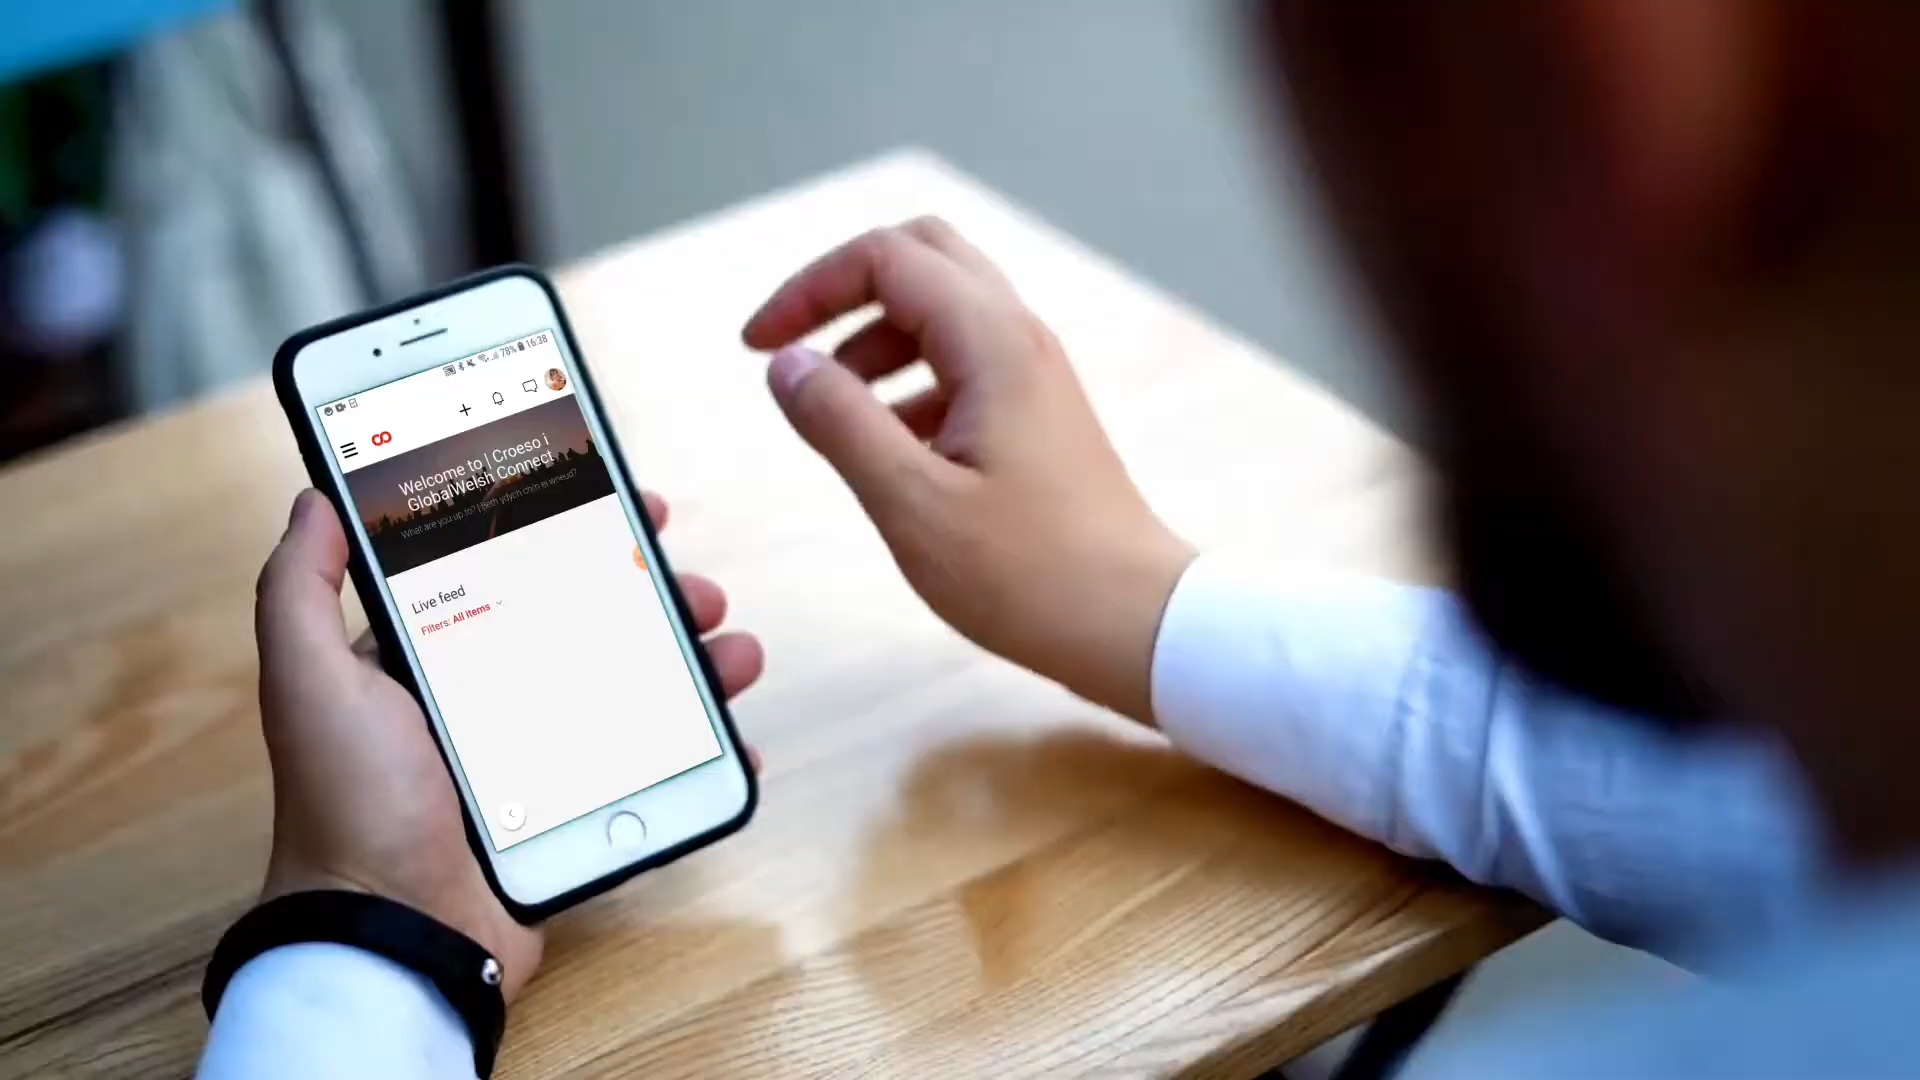 78% 16:38
Welcome to | Croeso i
GlobalWelsh Connect
What are you up to? | Beth ydych chi'n ei wneud?
Live feed
Filters: All items